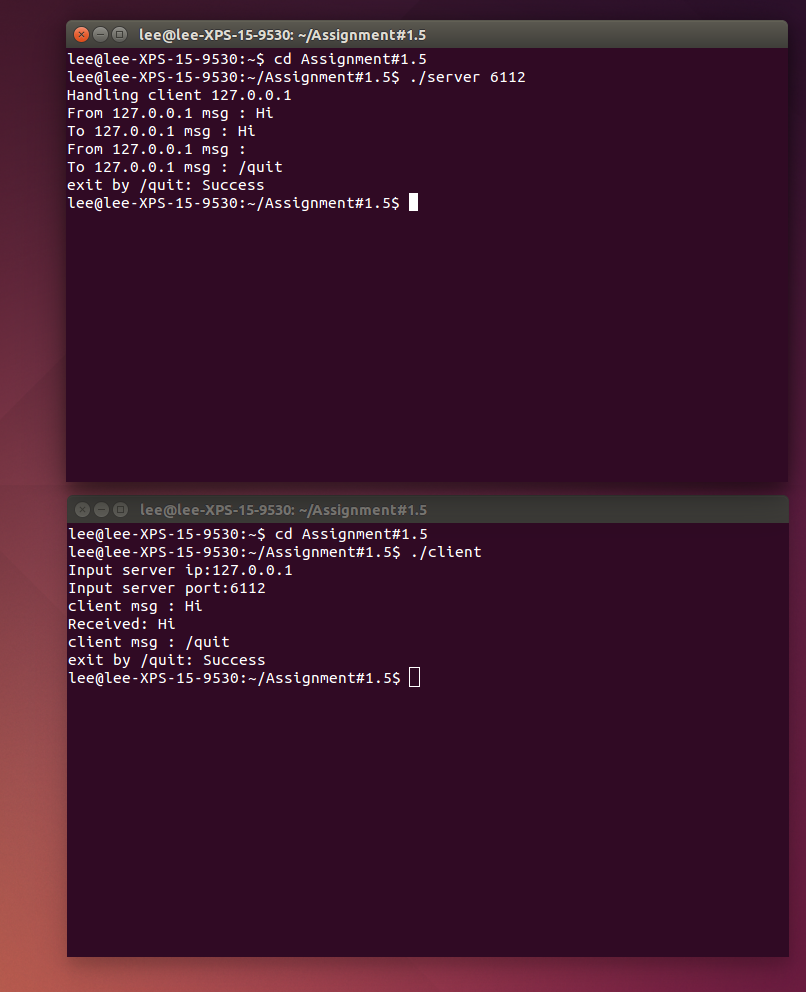 lee@lee-XPS-15-9530: ~/Assignment#1.5
lee@lee-XPS-15-9530:~$ cd Assignment#1.5
lee@lee-XPS-15-9530:~/Assignment#1.5$ ./server 6112
Handling client 127.0.0.1
From 127.0.0.1 msg : Hi
To 127.0.0.1 msg : Hi
From 127.0.0.1 msg :
To 127.0.0.1 msg : /quit
exit by /quit: Success
lee@lee-XPS-15-9530:~/Assignment#1.5$
lee@lee-XPS-15-9530: ~/Assignment#1.5
lee@lee-XPS-15-9530:~$ cd Assignment#1.5
lee@lee-XPS-15-9530:~/Assignment#1.5$ ./client
Input server ip:127.0.0.1
Input server port:6112
client msg : Hi
Received: Hi
client msg : /quit
exit by /quit: Success
lee@lee-XPS-15-9530:~/Assignment#1.5$